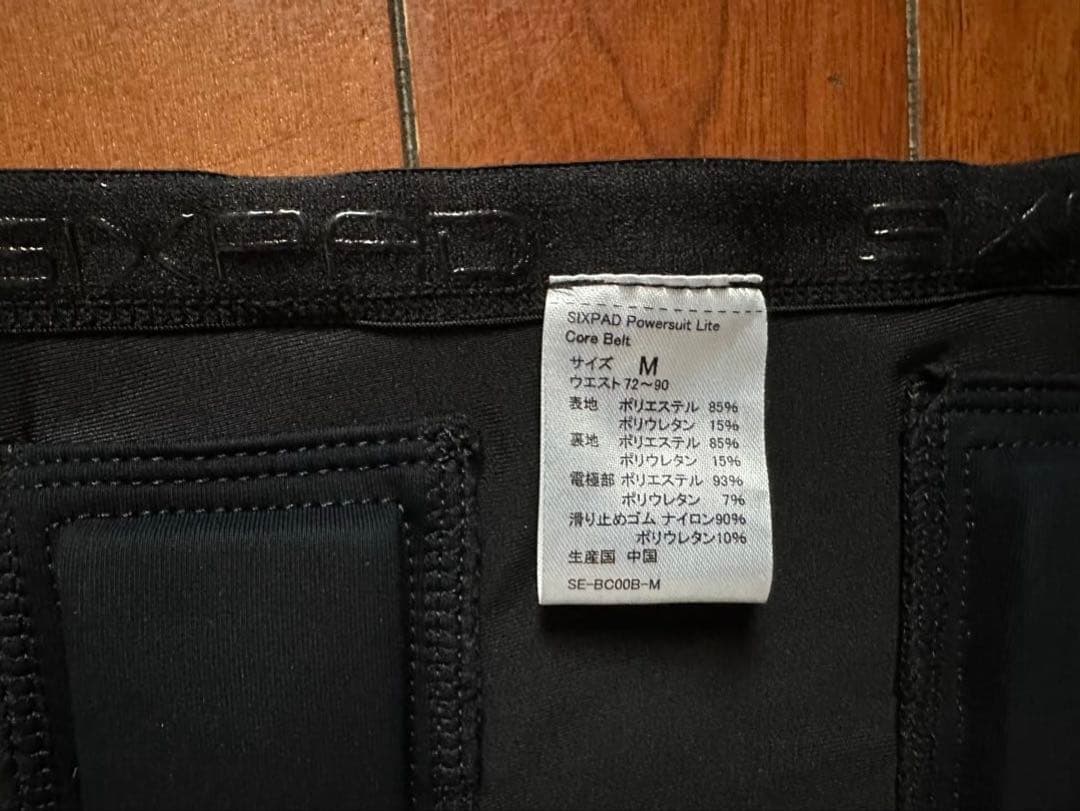 SIXPAD SIX
SIXPAD Powersuit Lite
Core Belt
サイズ M
ウエスト72～90
表地 ポリエステル 85%
ポリウレタン 15%
裏地 ポリエステル 85%
ポリウレタン 15%
電極部 ポリエステル 93%
ポリウレタン 7%
滑り止めゴム ナイロン90%
ポリウレタン10%
生産国 中国
SE-BC00B-M